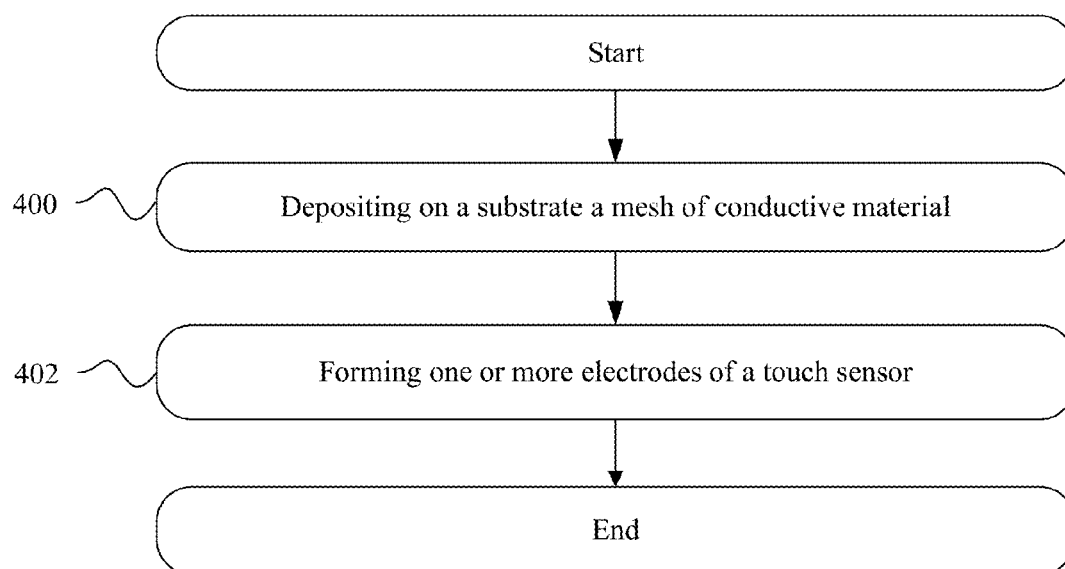 Start
400
Depositing on a substrate a mesh of conductive material
402
Forming one or more electrodes of a touch sensor
End